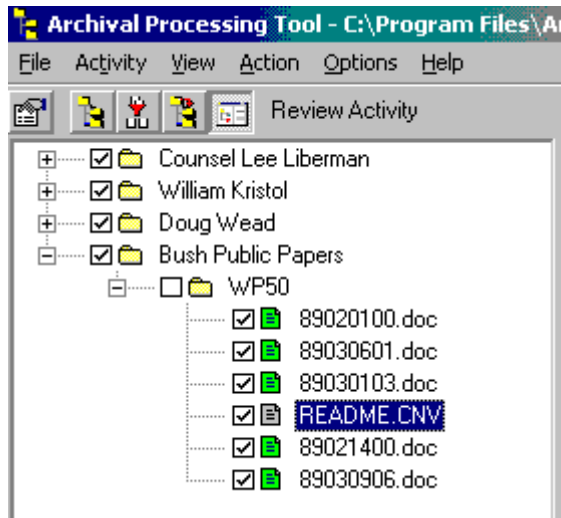 Archival Processing Tool - C:\Program Files\A
File Activity View Action Options Help
Review Activity
Counsel Lee Liberman
William Kristol
Doug Wead
Bush Public Papers
WP50
89020100.doc
89030601.doc
89030103.doc
README.CNV
89021400.doc
89030906.doc